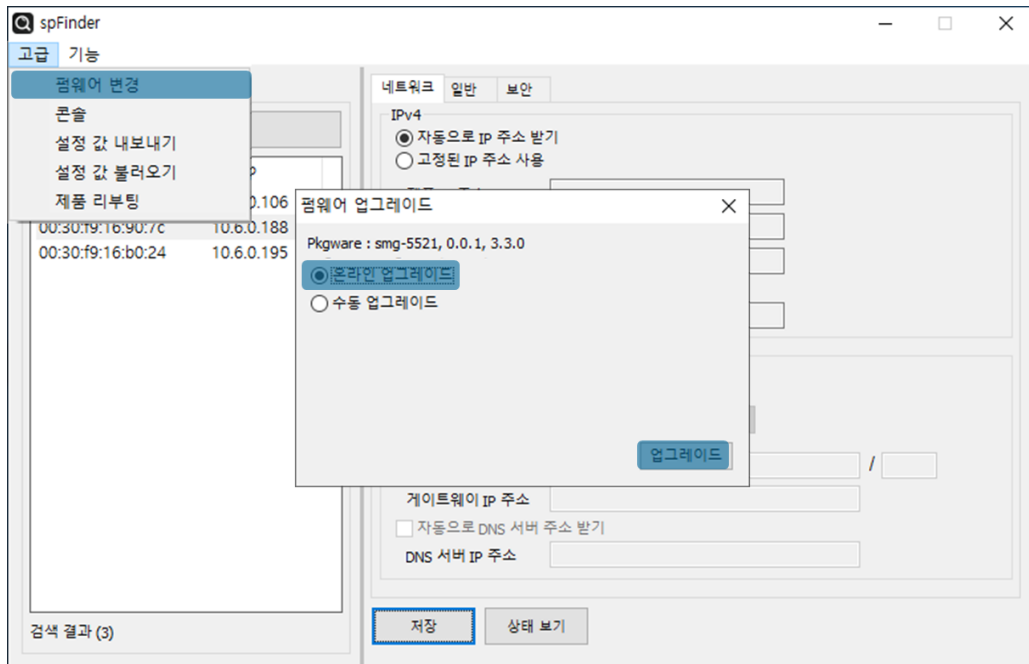 spFinder
고급 기능
펌웨어 변경
콘솔
설정 값 내보내기
설정 값 불러오기
제품 리부팅
.106
00:30:f9:16:90:7c 10.6.0.188
00:30:f9:16:b0:24 10.6.0.195
검색 결과 (3)
네트워크 일반 보안
IPv4
자동으로 IP 주소 받기
고정된 IP 주소 사용
펌웨어 업그레이드
Pkgware : smg-5521, 0.0.1, 3.3.0
온라인 업그레이드
수동 업그레이드
업그레이드
/
게이트웨이 IP 주소
자동으로 DNS 서버 주소 받기
DNS 서버 IP 주소
저장 상태 보기